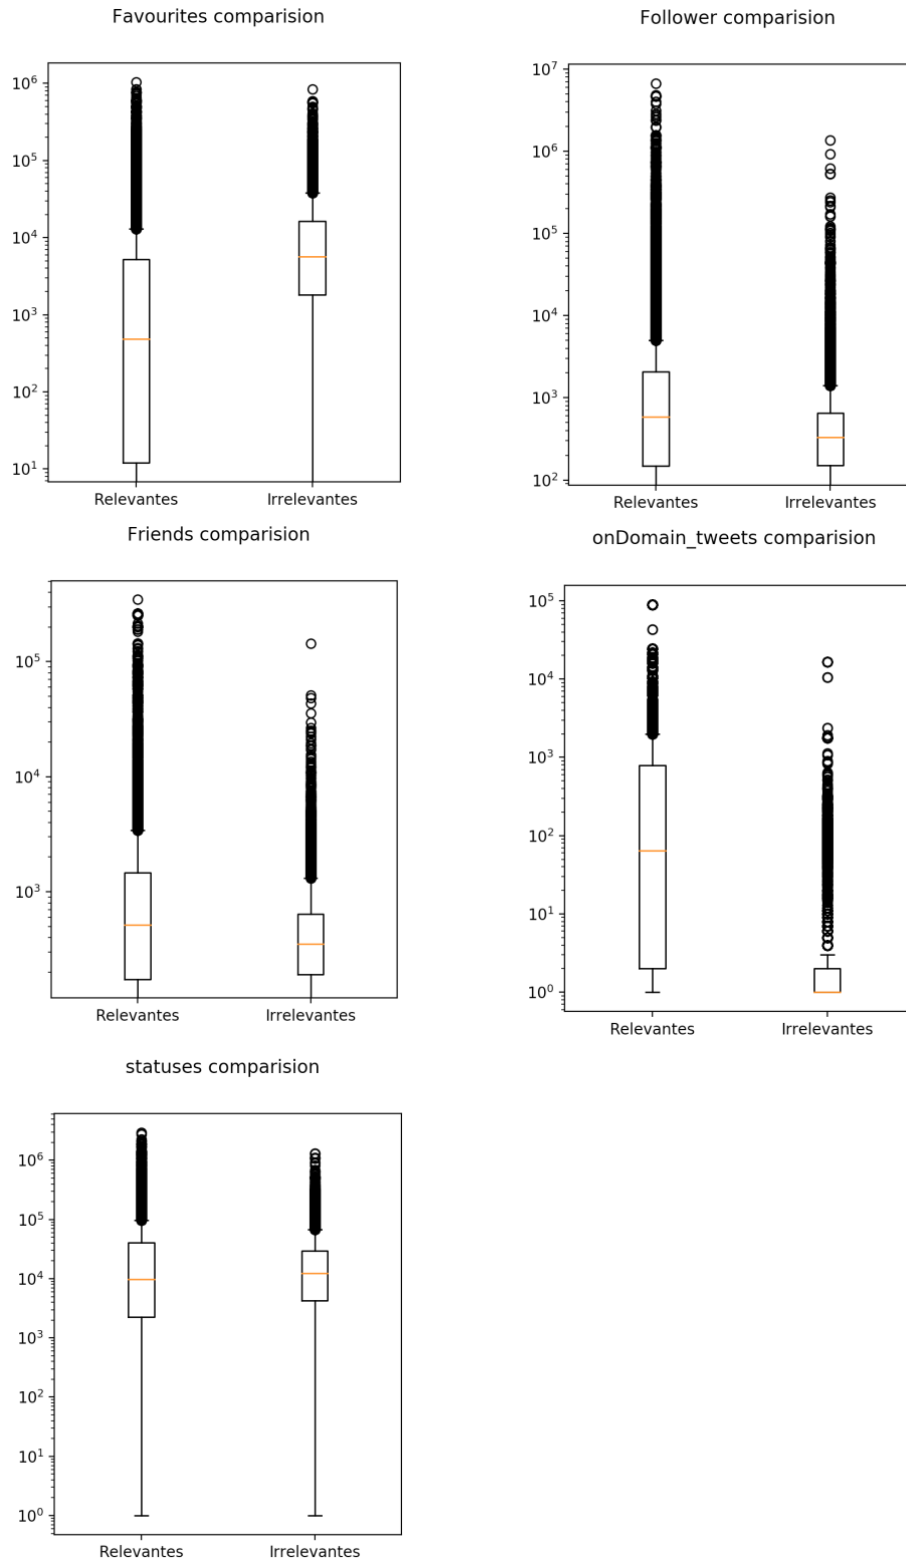 Favourites comparision
10^6
10^5
10^4
10^3
10^2
10^1
Relevantes Irrelevantes
Follower comparision
10^7
10^6
10^5
10^4
10^3
10^2
Relevantes Irrelevantes
Friends comparision
10^5
10^4
10^3
Relevantes Irrelevantes
onDomain_tweets comparision
10^5
10^4
10^3
10^2
10^1
10^0
Relevantes Irrelevantes
statuses comparision
10^6
10^5
10^4
10^3
10^2
10^1
10^0
Relevantes Irrelevantes